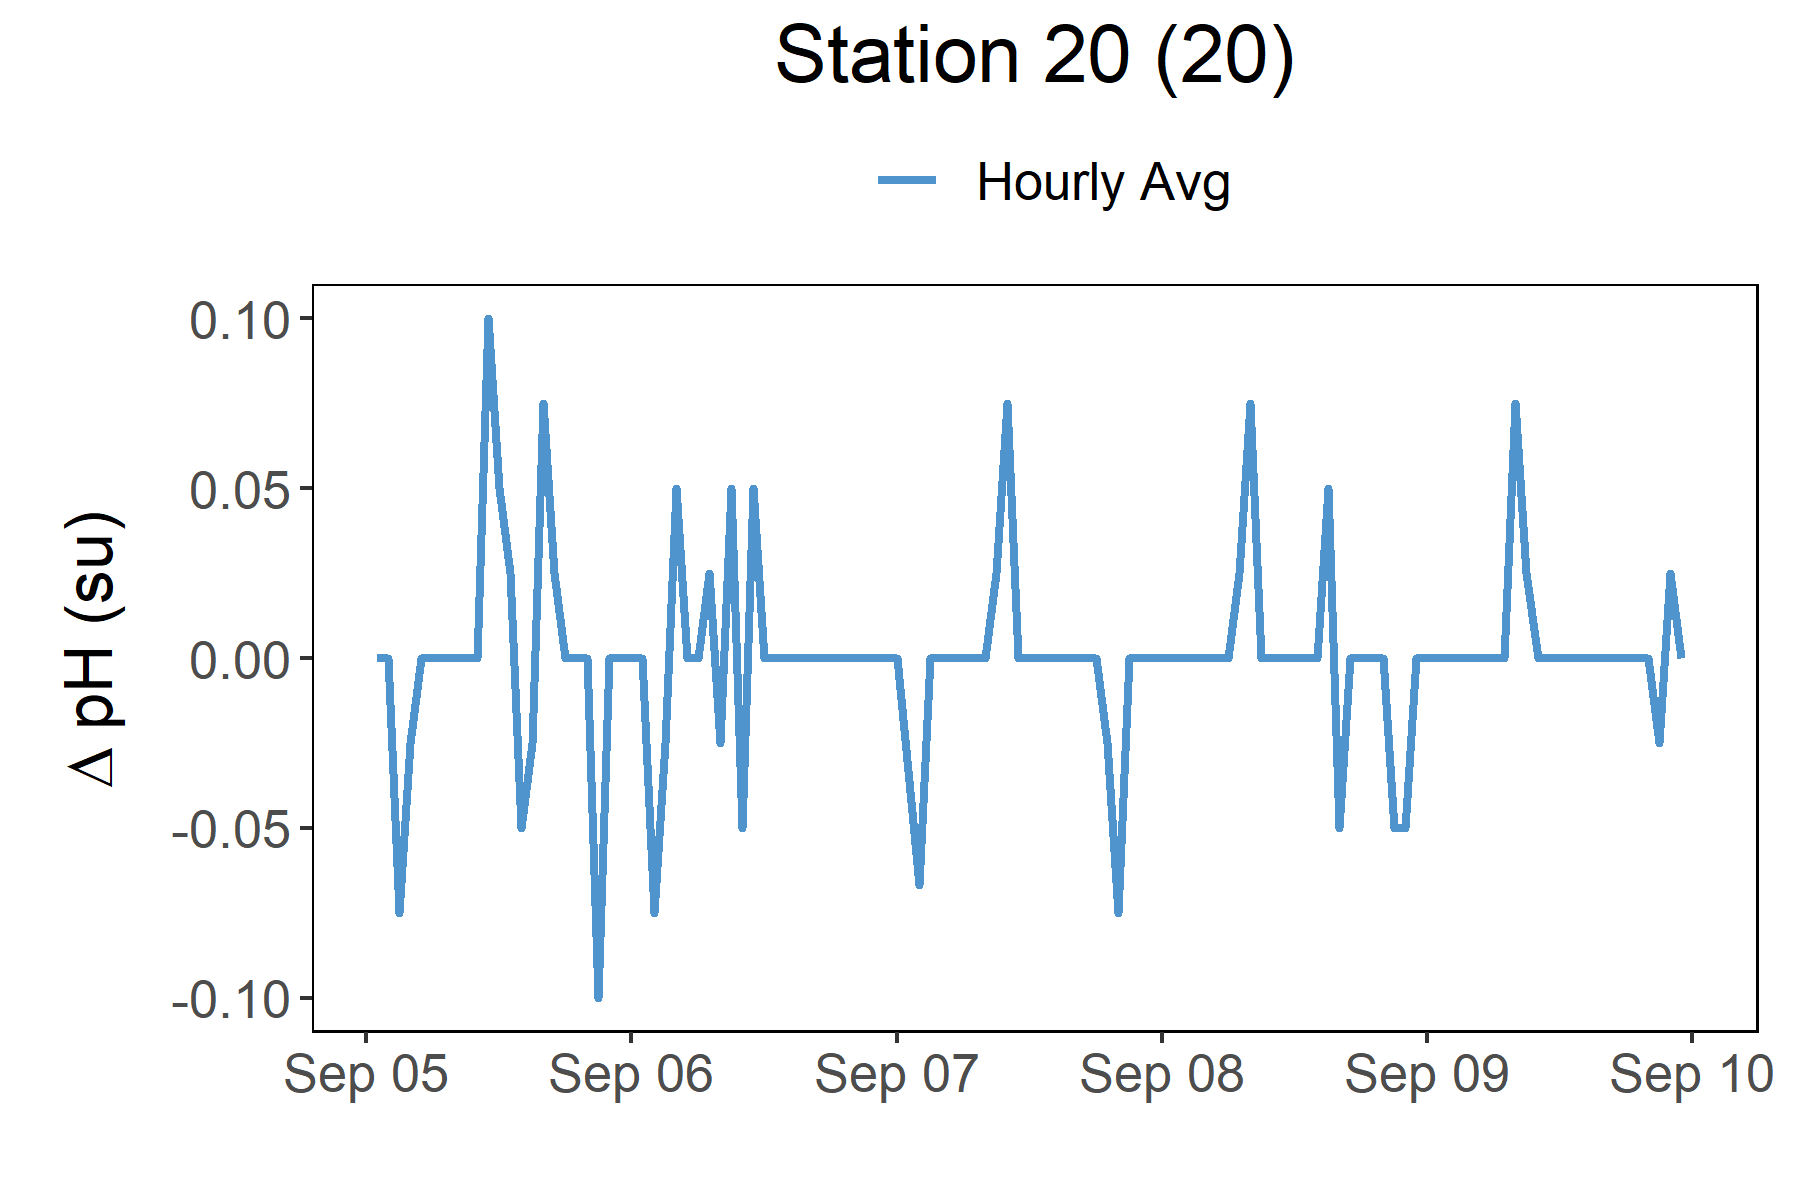 Station 20 (20)
Hourly Avg
Δ pH (su)
0.10
0.05
0.00
-0.05
-0.10
Sep 05 Sep 06 Sep 07 Sep 08 Sep 09 Sep 10